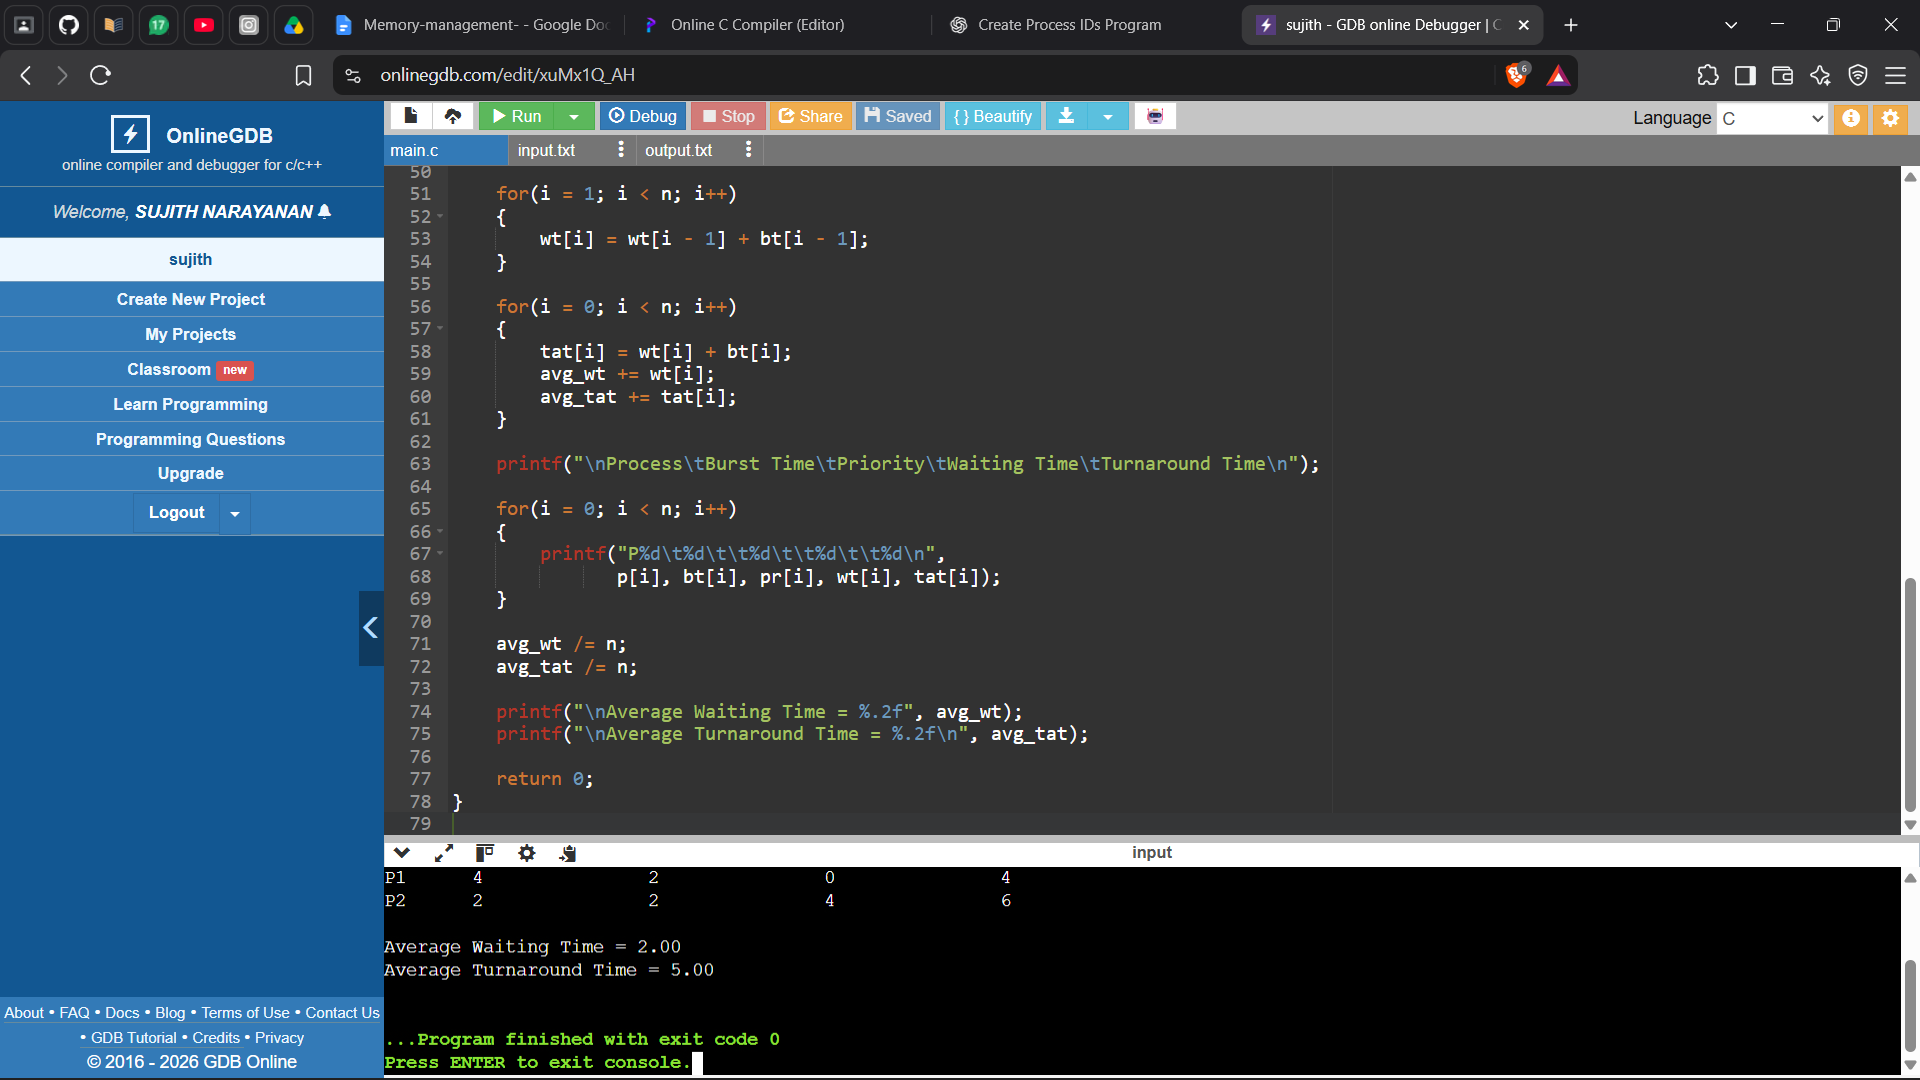 Memory-management- - Google Doc
Online C Compiler (Editor)
Create Process IDs Program
sujith - GDB online Debugger | C
17
onlinegdb.com/edit/xuMx1Q_AH
6
OnlineGDB
online compiler and debugger for c/c++
Welcome, SUJITH NARAYANAN
sujith
Create New Project
My Projects
Classroom new
Learn Programming
Programming Questions
Upgrade
Logout
About • FAQ • Docs • Blog • Terms of Use • Contact Us
• GDB Tutorial • Credits • Privacy
© 2016 - 2026 GDB Online
Run Debug Stop Share Saved {} Beautify
Language C
main.c input.txt output.txt
50
51 for(i = 1; i < n; i++)
52 {
53 wt[i] = wt[i - 1] + bt[i - 1];
54 }
55
56 for(i = 0; i < n; i++)
57 {
58 tat[i] = wt[i] + bt[i];
59 avg_wt += wt[i];
60 avg_tat += tat[i];
61 }
62
63 printf("\nProcess\tBurst Time\tPriority\tWaiting Time\tTurnaround Time\n");
64
65 for(i = 0; i < n; i++)
66 {
67 printf("P%d\t%d\t\t%d\t\t%d\t\t%d\n",
68 p[i], bt[i], pr[i], wt[i], tat[i]);
69 }
70
71 avg_wt /= n;
72 avg_tat /= n;
73
74 printf("\nAverage Waiting Time = %.2f", avg_wt);
75 printf("\nAverage Turnaround Time = %.2f\n", avg_tat);
76
77 return 0;
78 }
79
input
P1 4 2 0 4
P2 2 2 4 6
Average Waiting Time = 2.00
Average Turnaround Time = 5.00
...Program finished with exit code 0
Press ENTER to exit console.